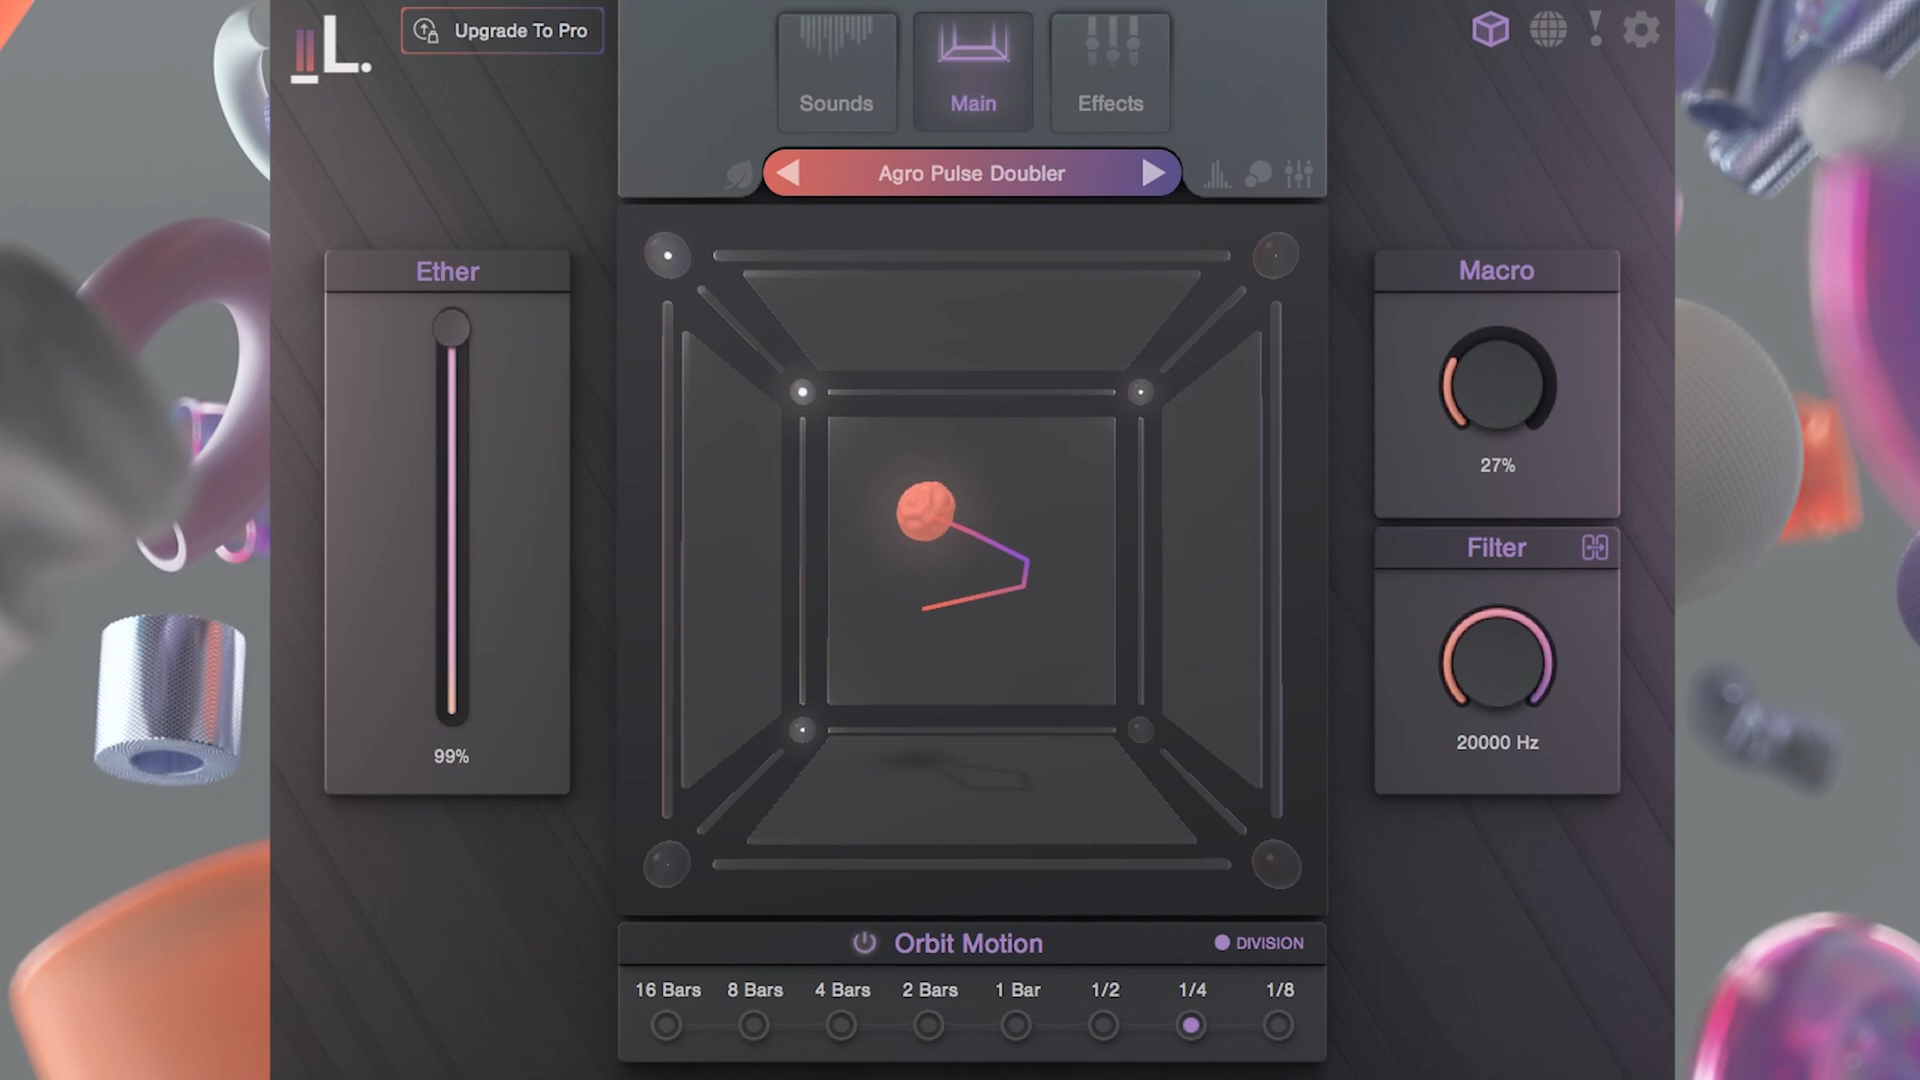 L.
Upgrade To Pro
Sounds
Main
Effects
Agro Pulse Doubler
Ether
99%
Macro
27%
Filter
20000 Hz
Orbit Motion
DIVISION
16 Bars
8 Bars
4 Bars
2 Bars
1 Bar
1/2
1/4
1/8